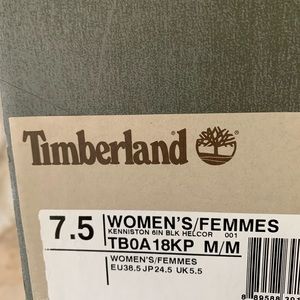 Timberland
7.5
WOMEN'S/FEMMES
KENNISTON 6IN BLK HELCOR 001
TB0A18KP M/M
WOMEN'S/FEMMES
EU38.5 JP24.5 UK5.5